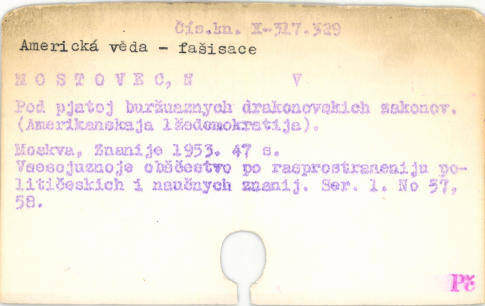 Čís.kn. X-317.329
Americká věda - fašisace
MOSTOVEC, N V
Pod pjatoj buržuaznych drakonovskich zakonov.
(Amerikanskaja lžedemokratija).
Moskva, Znanije 1953. 47 s.
Vsesojuznoje obščestvo po rasprostraneniju po-
litičeskich i naučnych znanij. Ser. 1. No 57,
58.
Pč